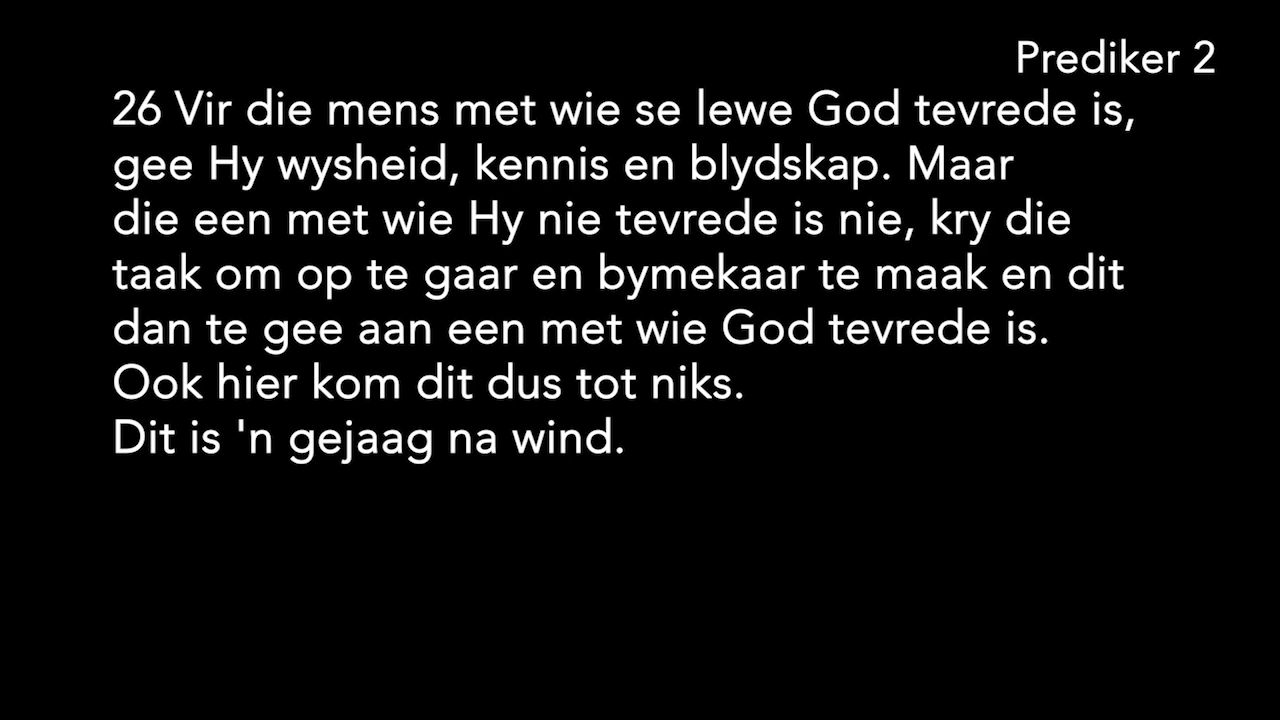 Prediker 2
26 Vir die mens met wie se lewe God tevrede is,
gee Hy wysheid, kennis en blydskap. Maar
die een met wie Hy nie tevrede is nie, kry die
taak om op te gaar en bymekaar te maak en dit
dan te gee aan een met wie God tevrede is.
Ook hier kom dit dus tot niks.
Dit is 'n gejaag na wind.